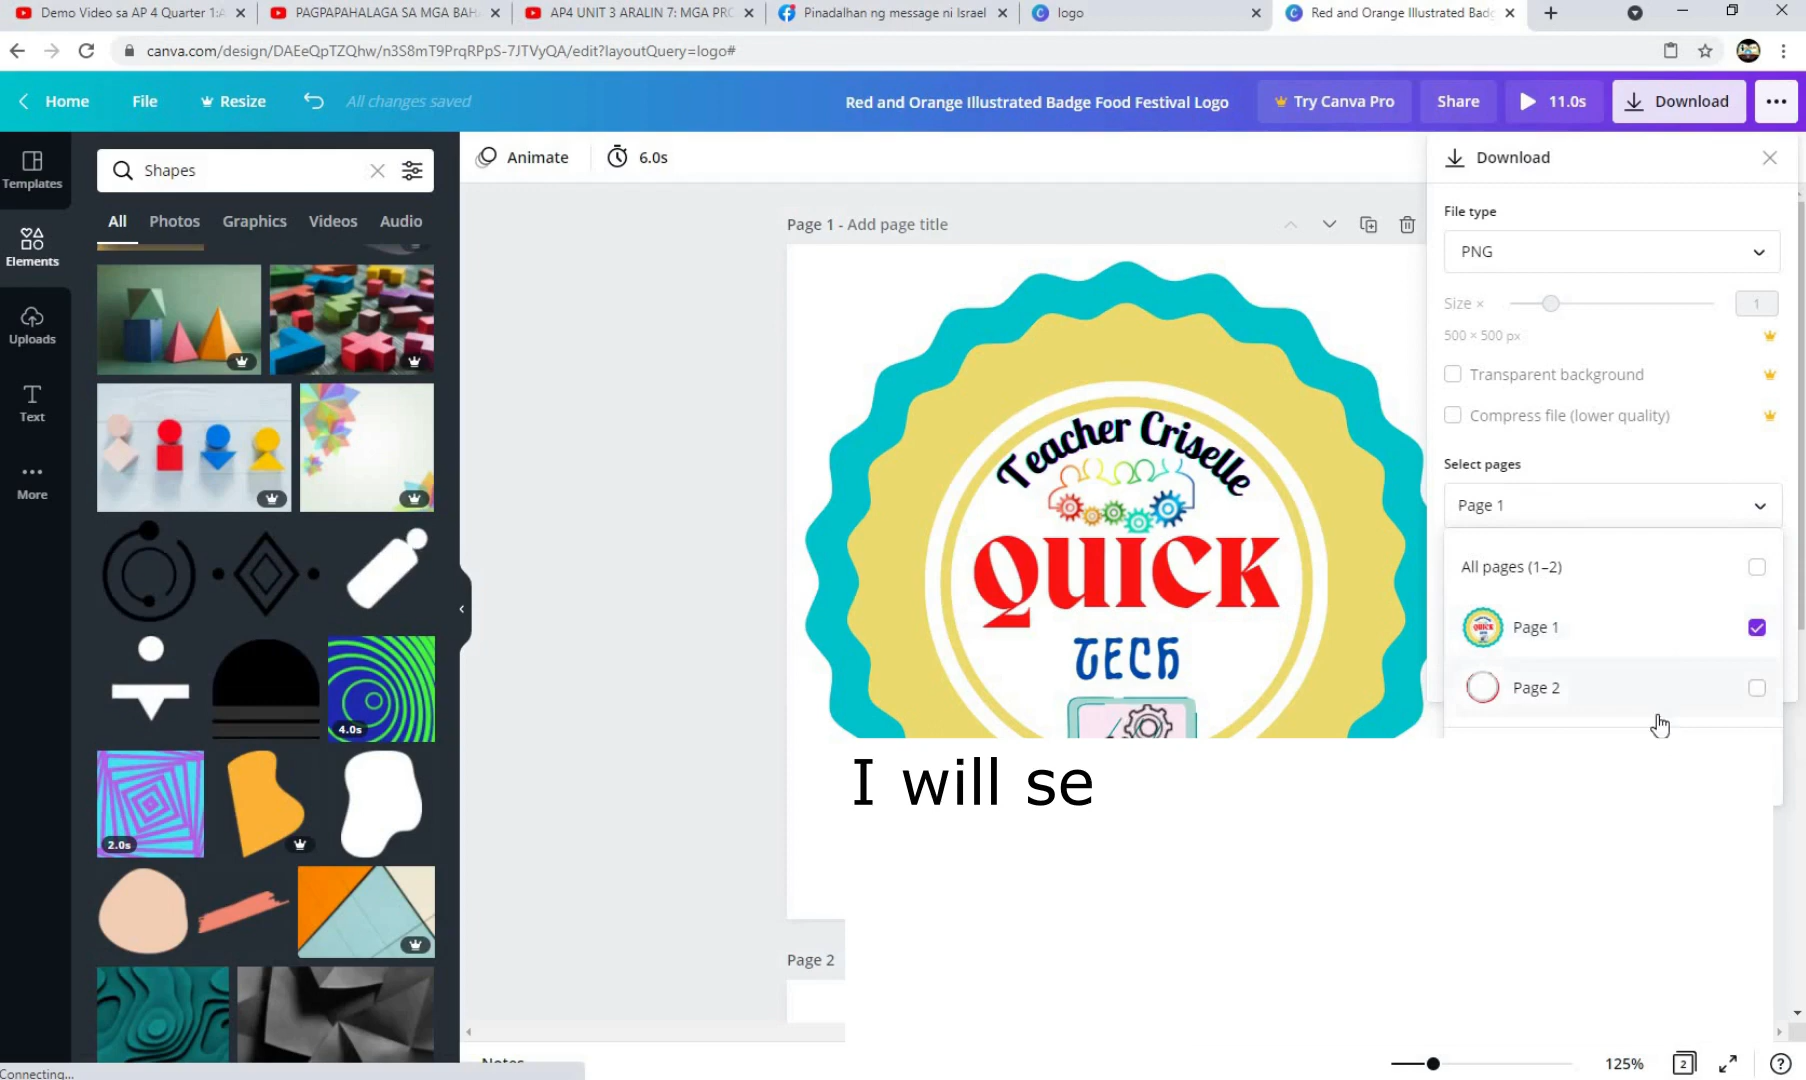 Demo Video sa AP 4 Quarter 1:A
PAGPAPAHALAGA SA MGA BAH
AP4 UNIT 3 ARALIN 7: MGA PRO
Pinadalhan ng message ni Israel
logo
Red and Orange Illustrated Badg
canva.com/design/DAEeQpTZQhw/n3S8mT9PrqRPpS-7JTVyQA/edit?layoutQuery=logo#
Home
File
Resize
All changes saved
Red and Orange Illustrated Badge Food Festival Logo
Try Canva Pro
Share
11.0s
Download
Templates
Elements
Uploads
Text
More
Shapes
All
Photos
Graphics
Videos
Audio
4.0s
2.0s
Animate
6.0s
Page 1 - Add page title
Teacher Criselle
QUICK
TECH
Page 2
Download
File type
PNG
Size ×
1
500 × 500 px
Transparent background
Compress file (lower quality)
Select pages
Page 1
All pages (1–2)
Page 1
Page 2
I will se
Notes
125%
2
Connecting...